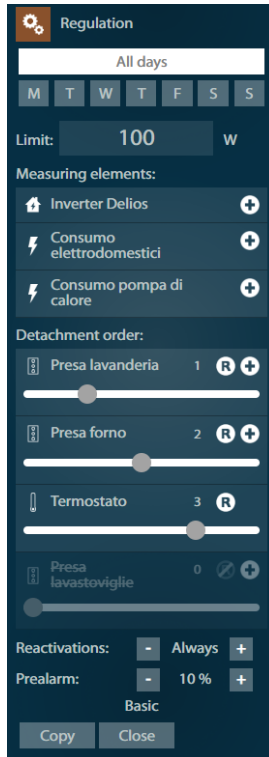 Regulation
All days
M T W T F S S
Limit: 100 W
Measuring elements:
Inverter Delios
Consumo
elettrodomestici
Consumo pompa di
calore
Detachment order:
Presa lavanderia 1 R
Presa forno 2 R
Termostato 3 R
Presa
lavastoviglie 0
Reactivations: - Always +
Prealarm: - 10 % +
Basic
Copy Close